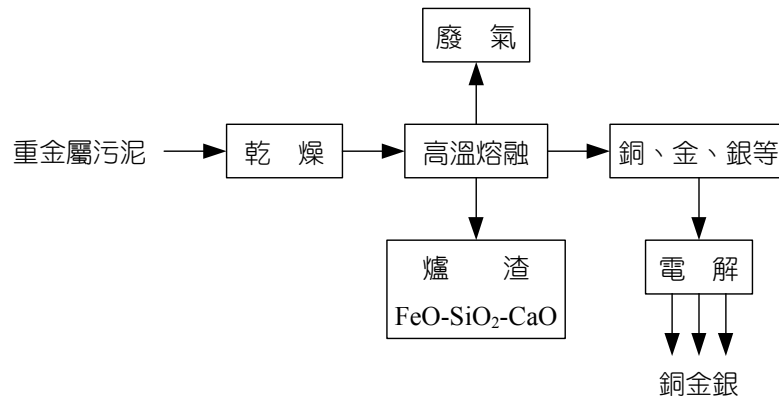 廢 氣
重金屬污泥
乾 燥
高溫熔融
銅、金、銀等
爐 渣
FeO-SiO₂-CaO
電 解
銅金銀